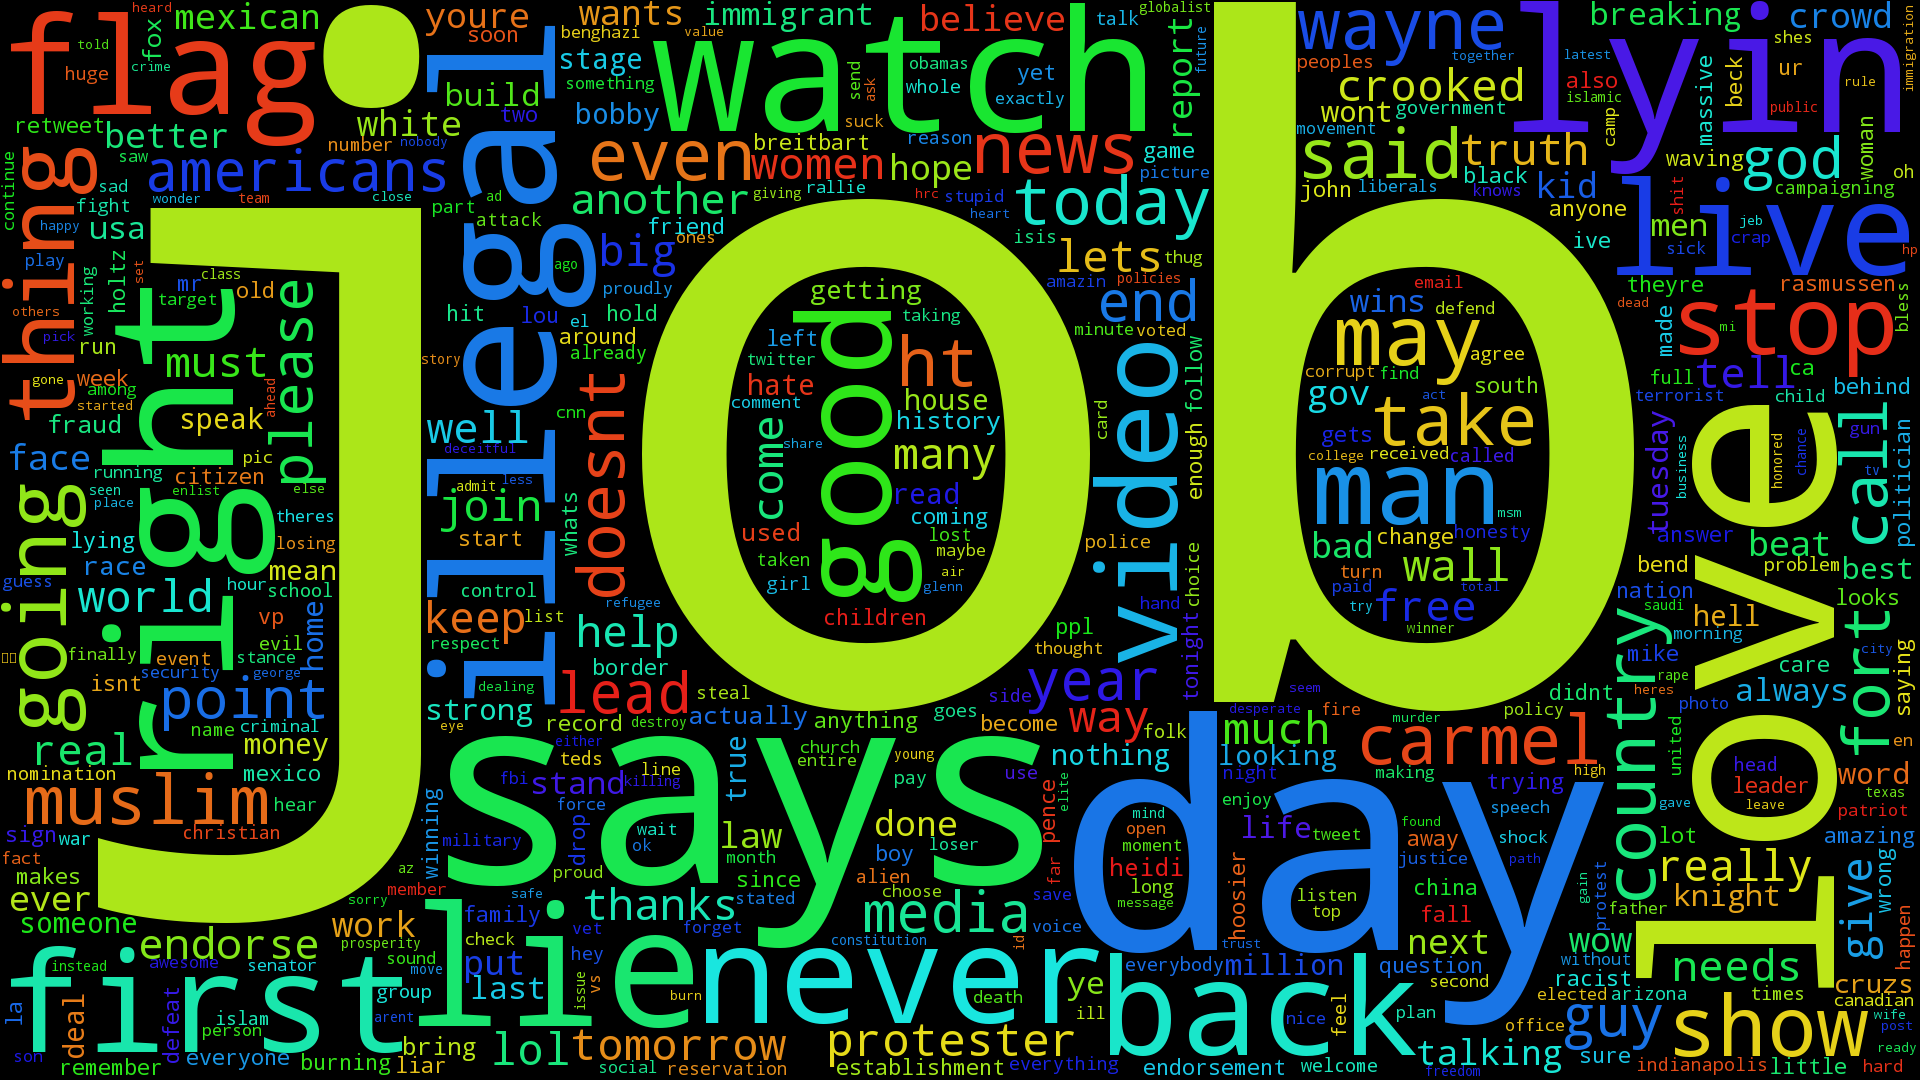 job
watch
love
day
says
lie
lyin
right
illegal
flag
live
first
never
back
video
stop
show
good
thing
going
muslim
country
man
may
take
said
god
wayne
crooked
truth
kid
news
today
women
even
another
big
americans
mexican
youre
soon
wants
immigrant
believe
benghazi
value
talk
globalist
report
future
breaking
crowd
peoples
together
latest
also
islamic
shes
ur
beck
massive
rule
public
immigration
heard
told
fox
crime
huge
retweet
better
saw
number
nobody
white
build
two
stage
something
bobby
breitbart
obamas
whole
yet
exactly
send
ask
suck
reason
hope
game
picture
wont
government
movement
camp
black
john
liberals
knows
anyone
men
ive
sick
shit
crap
jeb
waving
campaigning
woman
oh
hp
continue
sad
fight
usa
happy
play
wonder
team
close
part
ad
attack
friend
giving
rallie
hrc
stupid
heart
isis
ones
lets
thug
amazin
policies
end
theyre
rasmussen
dead
made
mi
bless
others
pick
working
holtz
set
mr
class
target
old
please
must
run
week
gone
among
started
ahead
speak
fraud
face
running
citizen
pic
seen
place
enlist
else
theres
lying
losing
race
guess
world
hour
school
mean
vp
evil
home
finally
event
stance
security
george
isnt
point
name
criminal
real
money
nomination
mexico
hear
sign
war
christian
fact
makes
ever
someone
hit
lou
ago
el
proudly
hold
around
already
story
well
deceitful
admit
less
join
start
cnn
whats
doesnt
control
keep
list
respect
refugee
help
border
dealing
strong
lead
record
destroy
steal
eye
actually
anything
goes
getting
taking
left
twitter
hate
comment
share
come
ht
house
history
many
read
coming
used
lost
maybe
taken
air
girl
glenn
children
minute
voted
card
follow
enough
police
choice
hand
ppl
thought
tonight
side
year
become
way
folk
nothing
email
wins
defend
agree
corrupt
find
gov
act
south
gets
college
received
called
msm
honesty
bad
change
turn
wall
paid
try
free
total
winner
seem
desperate
fire
murder
policy
didnt
much
looking
carmel
tell
full
ca
terrorist
child
behind
tuesday
business
gun
tv
honored
chance
call
politician
answer
beat
bend
problem
best
nation
saudi
looks
hell
morning
mike
rape
city
heres
care
always
photo
saying
fort
united
en
head
leader
leave
word
texas
patriot
gave
lot
amazing
really
knight
father
wrong
give
happen
wow
without
needs
racist
elected
arizona
times
cruzs
canadian
office
wife
post
guy
sure
ready
indianapolis
little
hard
either
church
entire
young
teds
line
true
fbi
stand
killing
pay
use
elite
winning
military
force
drop
wait
ok
law
month
done
boy
loser
far
pence
az
proud
since
alien
member
safe
choose
stated
save
sorry
work
thanks
media
voice
family
vet
forget
endorse
prosperity
check
hey
constitution
id
instead
awesome
senator
sound
move
put
last
issue
vs
burn
death
ye
ill
group
arent
la
deal
defeat
islam
person
son
remember
everyone
burning
bring
liar
lol
tomorrow
social
reservation
protester
establishment
everything
mind
open
moment
heidi
long
message
night
enjoy
life
tweet
making
trying
high
speech
found
away
shock
justice
path
hoosier
listen
top
china
fall
gain
protest
trust
next
everybody
million
question
second
feel
nice
plan
talking
endorsement
welcome
freedom